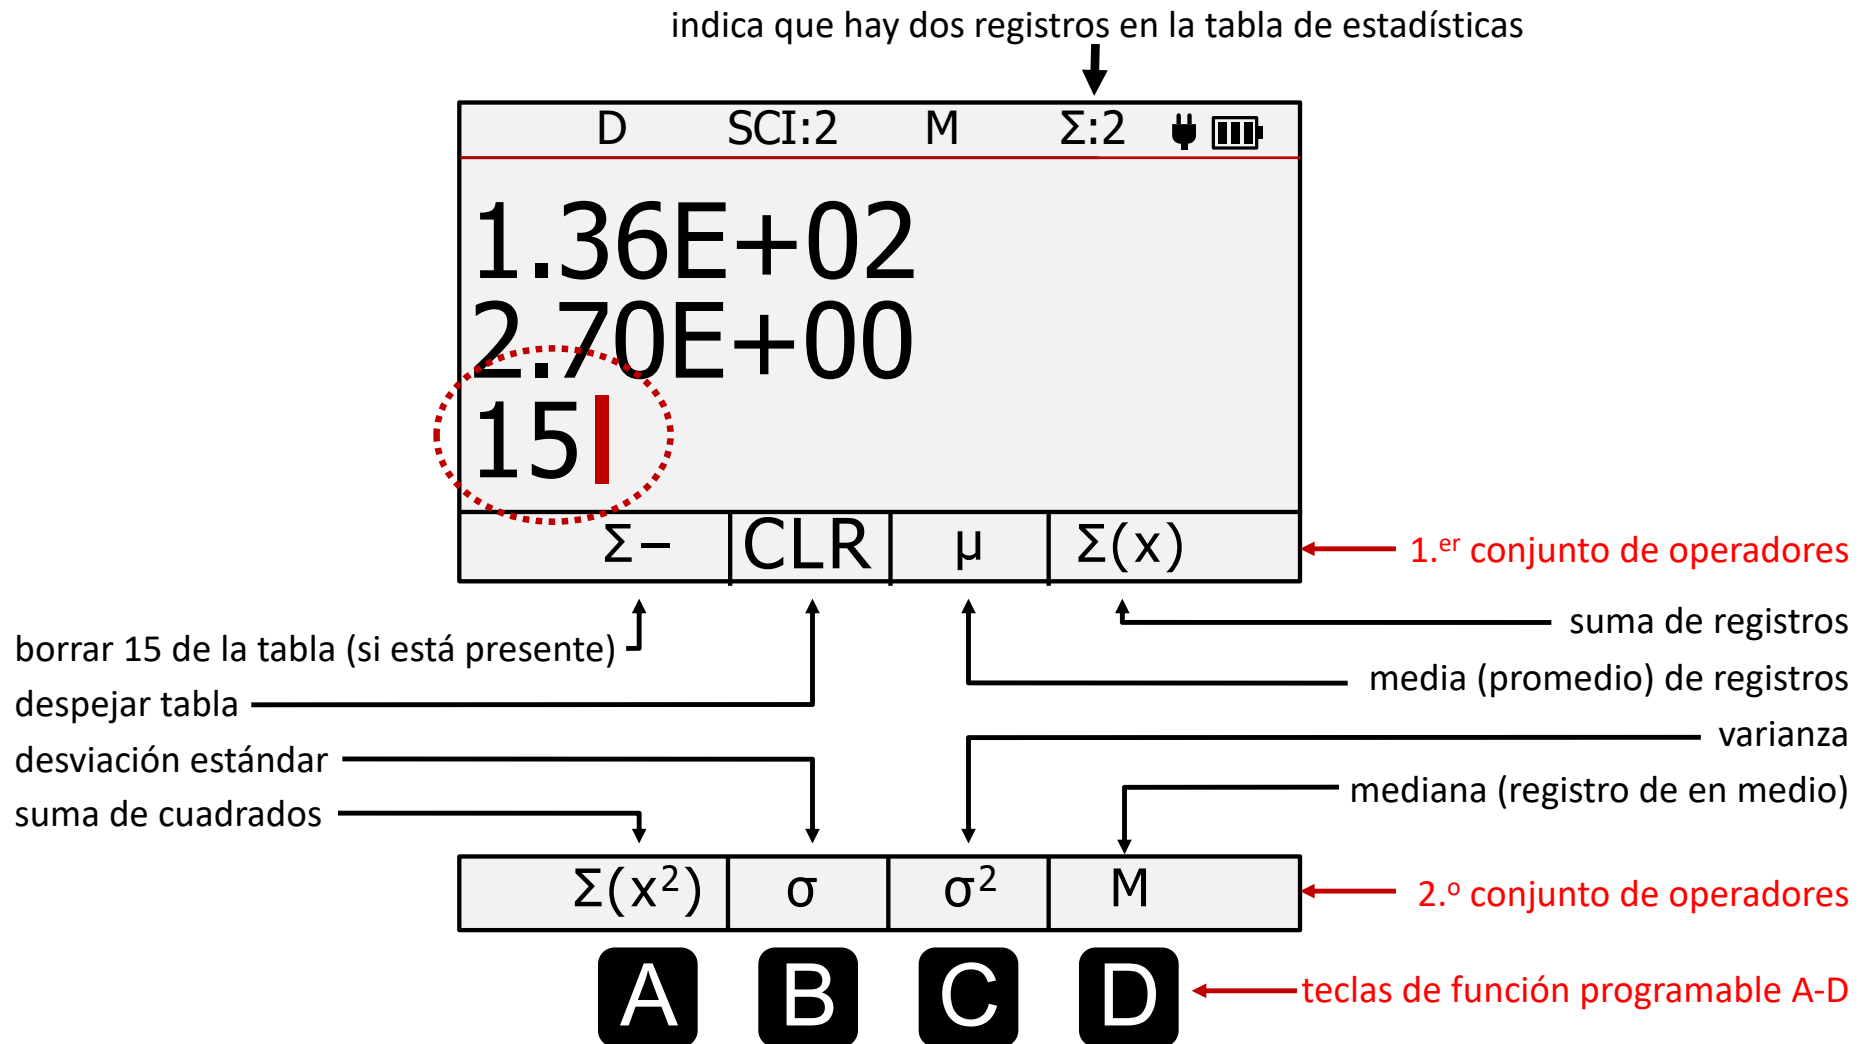 indica que hay dos registros en la tabla de estadísticas
D SCI:2 M Σ:2
1.36E+02
2.70E+00
15
Σ− CLR µ Σ(x)
1.er conjunto de operadores
suma de registros
borrar 15 de la tabla (si está presente)
media (promedio) de registros
despejar tabla
varianza
desviación estándar
mediana (registro de en medio)
suma de cuadrados
Σ(x²) σ σ² M
2.º conjunto de operadores
A B C D
teclas de función programable A-D